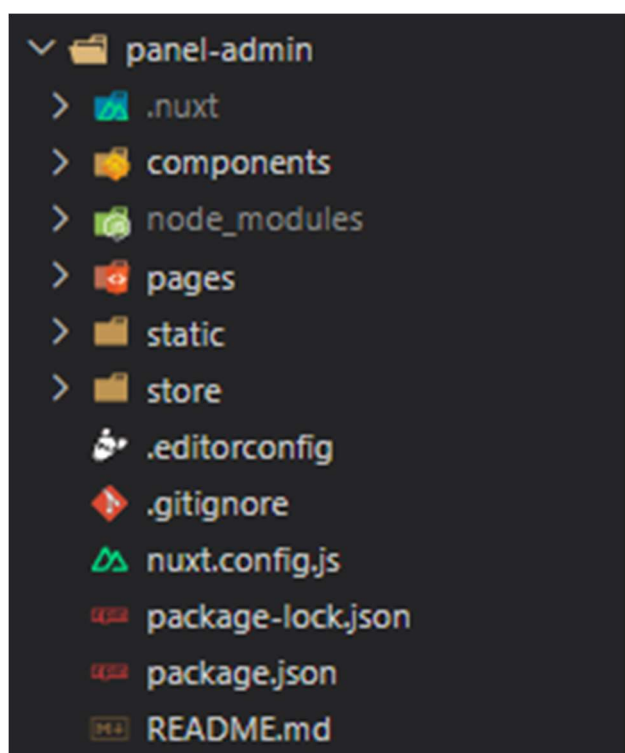 panel-admin
.nuxt
components
node_modules
pages
static
store
.editorconfig
.gitignore
nuxt.config.js
package-lock.json
package.json
README.md